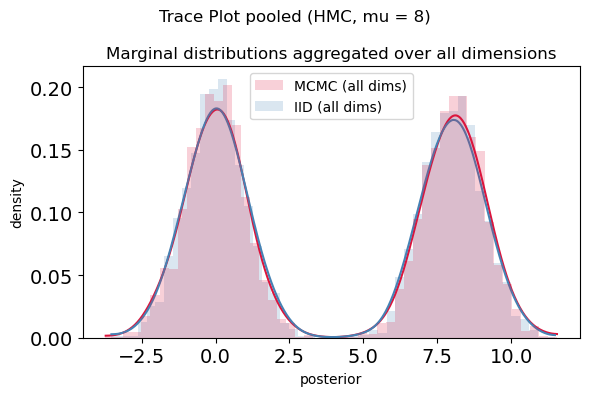 Trace Plot pooled (HMC, mu = 8)
Marginal distributions aggregated over all dimensions
MCMC (all dims)
IID (all dims)
density
0.20
0.15
0.10
0.05
0.00
−2.5 0.0 2.5 5.0 7.5 10.0
posterior